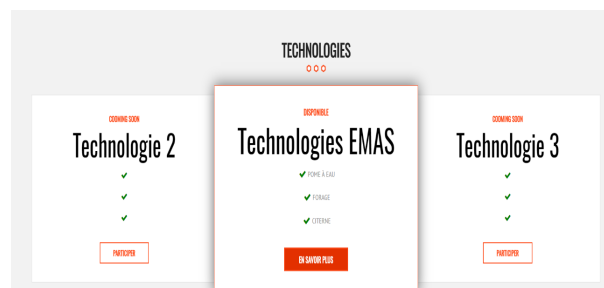 TECHNOLOGIES
COOMING SOON
Technologie 2
PARTICIPER
DISPONIBLE
Technologies EMAS
POME À EAU
FORAGE
CITERNE
EN SAVOIR PLUS
COOMING SOON
Technologie 3
PARTICIPER